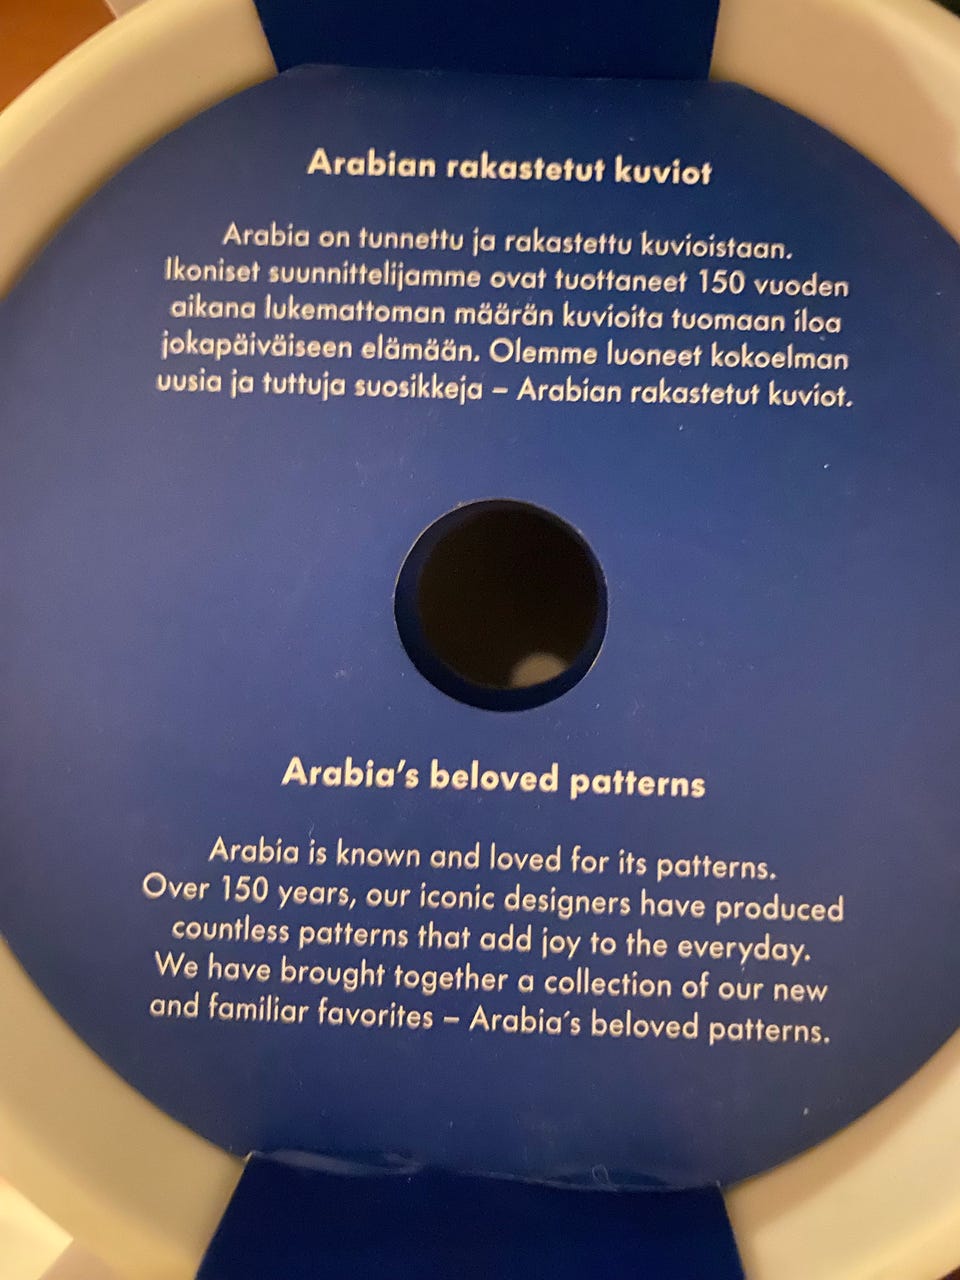 Arabian rakastetut kuviot
Arabia on tunnettu ja rakastettu kuvioistaan.
Ikoniset suunnittelijamme ovat tuottaneet 150 vuoden
aikana lukemattoman määrän kuvioita tuomaan iloa
jokapäiväiseen elämään. Olemme luoneet kokoelman
uusia ja tuttuja suosikkeja – Arabian rakastetut kuviot.
Arabia's beloved patterns
Arabia is known and loved for its patterns.
Over 150 years, our iconic designers have produced
countless patterns that add joy to the everyday.
We have brought together a collection of our new
and familiar favorites – Arabia´s beloved patterns.